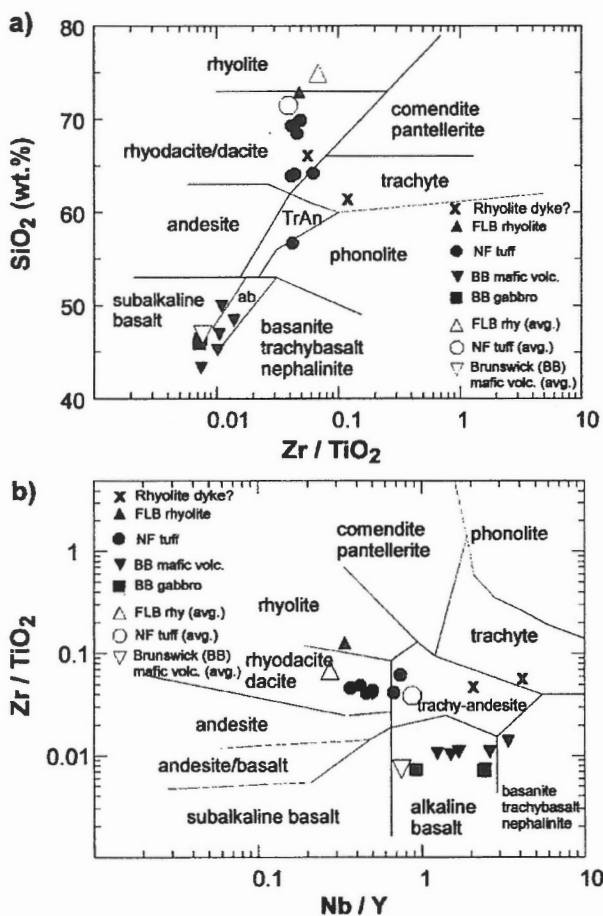 a)
80
70
60
50
40
SiO2 (wt.%)
rhyolite
comendite
pantellerite
rhyodacite/dacite
trachyte
andesite
TrAn
phonolite
subalkaline
basalt
ab
basanite
trachybasalt
nephalinite
Rhyolite dyke?
FLB rhyolite
NF tuff
BB mafic volc.
BB gabbro
FLB rhy (avg.)
NF tuff (avg.)
Brunswick (BB)
mafic volc. (avg.)
0.01
0.1
1
10
Zr / TiO2
b)
Rhyolite dyke?
FLB rhyolite
NF tuff
BB mafic volc.
BB gabbro
FLB rhy (avg.)
NF tuff (avg.)
Brunswick (BB)
mafic volc. (avg.)
1
0.1
0.01
Zr / TiO2
comendite
pantellerite
phonolite
rhyolite
trachyte
rhyodacite
dacite
trachy-andesite
andesite
andesite/basalt
subalkaline basalt
alkaline
basalt
basanite
trachybasalt
nephalinite
0.1
1
10
Nb / Y